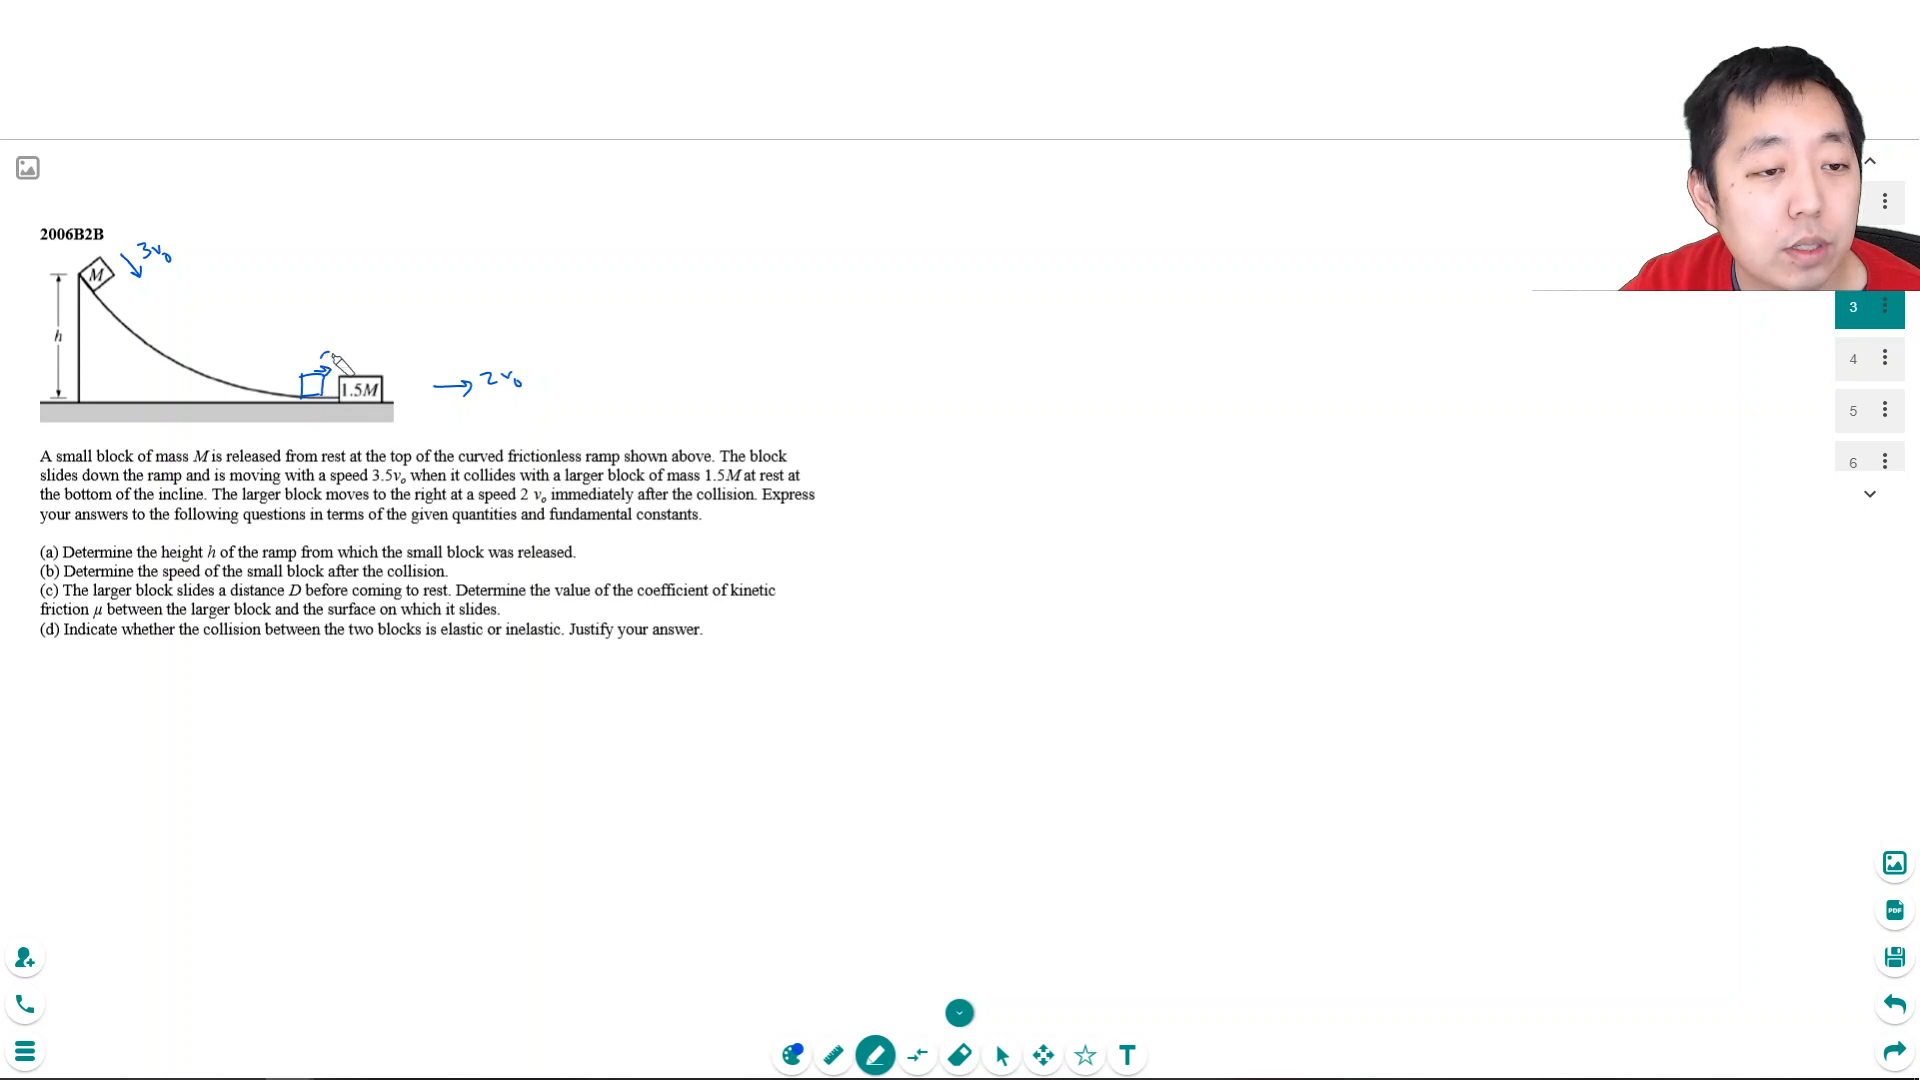 2006B2B
3v₀
M
h
1.5M
2v₀
A small block of mass M is released from rest at the top of the curved frictionless ramp shown above. The block
slides down the ramp and is moving with a speed 3.5vₒ when it collides with a larger block of mass 1.5M at rest at
the bottom of the incline. The larger block moves to the right at a speed 2 vₒ immediately after the collision. Express
your answers to the following questions in terms of the given quantities and fundamental constants.
(a) Determine the height h of the ramp from which the small block was released.
(b) Determine the speed of the small block after the collision.
(c) The larger block slides a distance D before coming to rest. Determine the value of the coefficient of kinetic
friction μ between the larger block and the surface on which it slides.
(d) Indicate whether the collision between the two blocks is elastic or inelastic. Justify your answer.
3
4
5
6
PDF
T